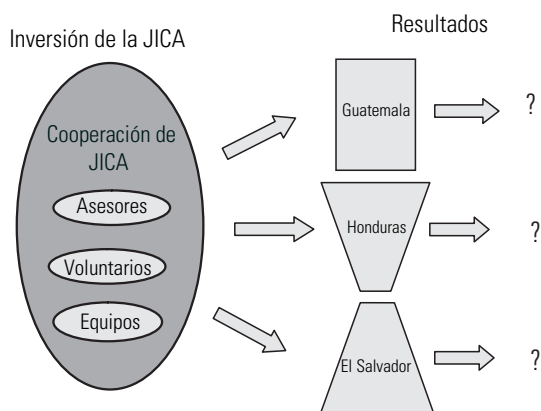 Inversión de la JICA
Resultados
Cooperación de
JICA
Asesores
Voluntarios
Equipos
Guatemala
?
Honduras
?
El Salvador
?